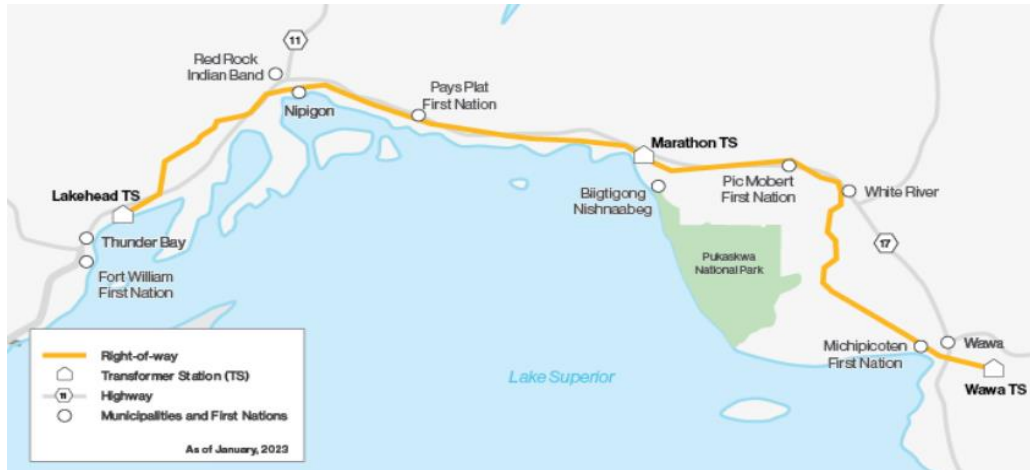 11
Red Rock
Indian Band
Nipigon
Pays Plat
First Nation
Marathon TS
Lakehead TS
Biigtigong
Nishnaabeg
Pic Mobert
First Nation
White River
Thunder Bay
Fort William
First Nation
17
Pukaskwa
National Park
Michipicoten
First Nation
Wawa
Wawa TS
Lake Superior
Right-of-way
Transformer Station (TS)
11 Highway
Municipalities and First Nations
As of January, 2023